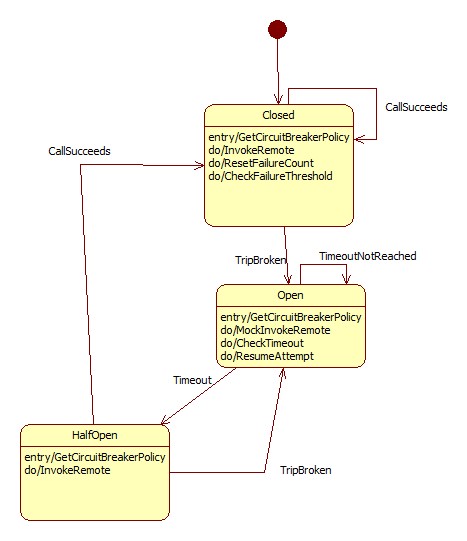 Closed
entry/GetCircuitBreakerPolicy
do/InvokeRemote
do/ResetFailureCount
do/CheckFailureThreshold
CallSucceeds
CallSucceeds
TripBroken
TimeoutNotReached
Open
entry/GetCircuitBreakerPolicy
do/MockInvokeRemote
do/CheckTimeout
do/ResumeAttempt
Timeout
HalfOpen
entry/GetCircuitBreakerPolicy
do/InvokeRemote
TripBroken